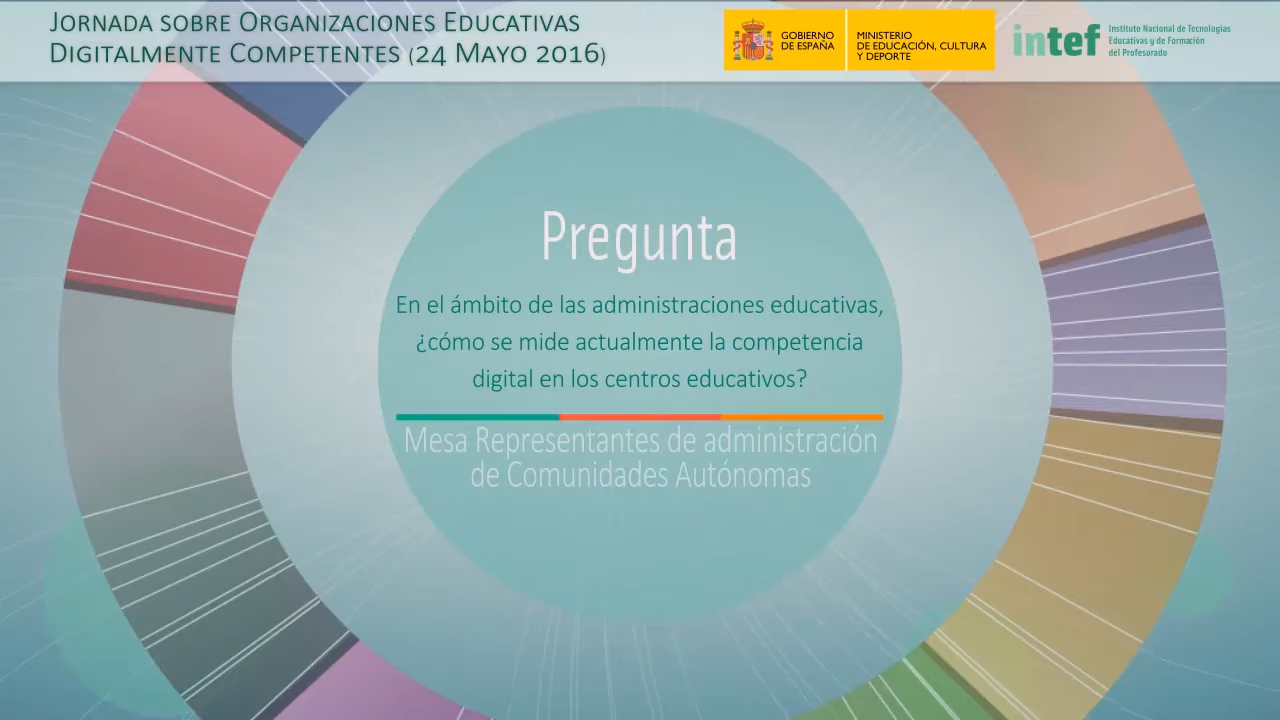 Jornada sobre Organizaciones Educativas
Digitalmente Competentes (24 Mayo 2016)
GOBIERNO
DE ESPAÑA
MINISTERIO
DE EDUCACIÓN, CULTURA
Y DEPORTE
intef
Instituto Nacional de Tecnologías
Educativas y de Formación
del Profesorado
Pregunta
En el ámbito de las administraciones educativas,
¿cómo se mide actualmente la competencia
digital en los centros educativos?
Mesa Representantes de administración
de Comunidades Autónomas